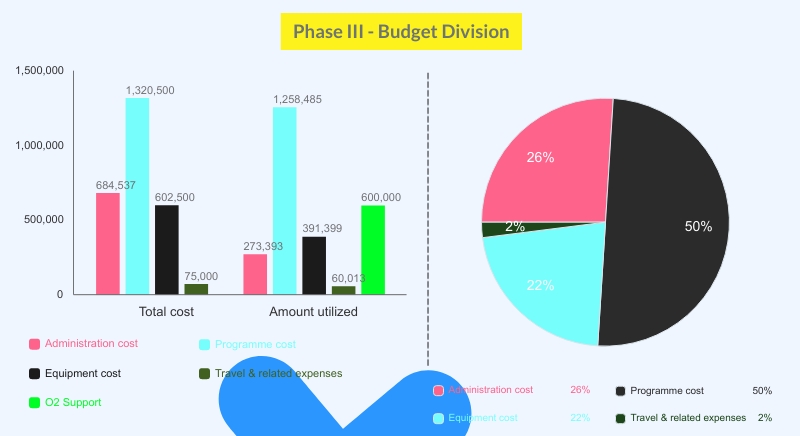 Phase III - Budget Division
1,500,000
1,000,000
500,000
0
684,537
1,320,500
602,500
75,000
273,393
1,258,485
391,399
60,013
600,000
Total cost
Amount utilized
Administration cost
Programme cost
Equipment cost
Travel & related expenses
O2 Support
26%
50%
2%
22%
Administration cost 26%
Programme cost 50%
Equipment cost 22%
Travel & related expenses 2%